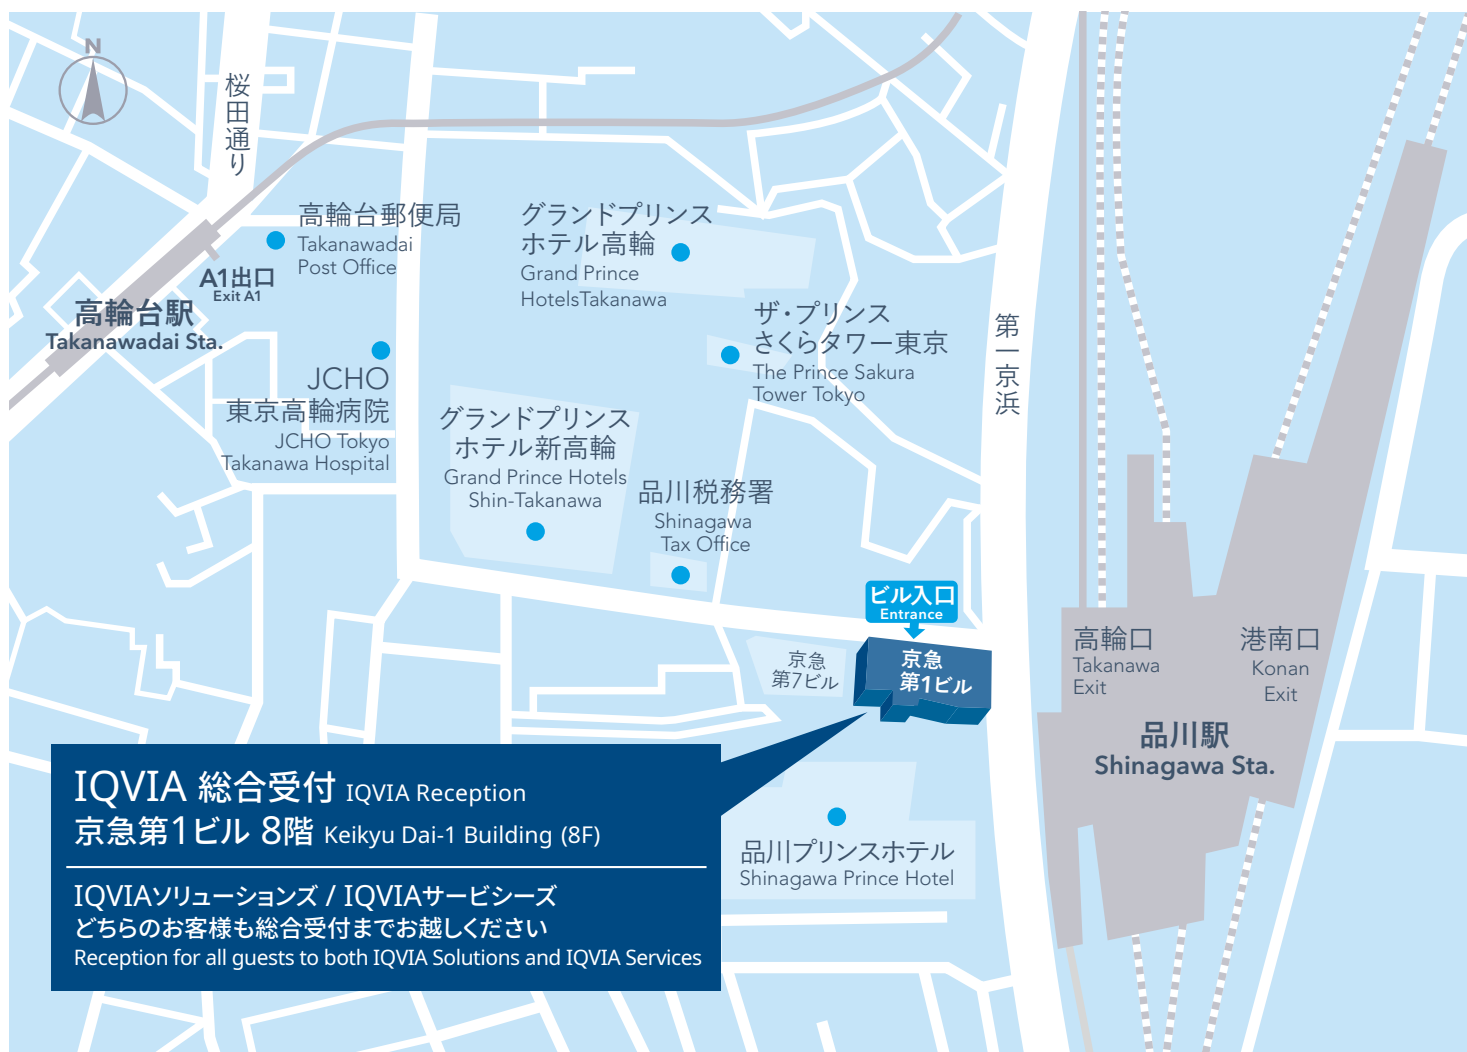 N
桜田通り
高輪台郵便局
Takanawadai
Post Office
A1出口
Exit A1
高輪台駅
Takanawadai Sta.
グランドプリンス
ホテル高輪
Grand Prince
HotelsTakanawa
ザ・プリンス
さくらタワー東京
The Prince Sakura
Tower Tokyo
第一京浜
JCHO
東京高輪病院
JCHO Tokyo
Takanawa Hospital
グランドプリンス
ホテル新高輪
Grand Prince Hotels
Shin-Takanawa
品川税務署
Shinagawa
Tax Office
ビル入口
Entrance
京急
第7ビル
京急
第1ビル
高輪口
Takanawa
Exit
港南口
Konan
Exit
品川駅
Shinagawa Sta.
IQVIA 総合受付 IQVIA Reception
京急第1ビル 8階 Keikyu Dai-1 Building (8F)
IQVIAソリューションズ / IQVIAサービシーズ
どちらのお客様も総合受付までお越しください
Reception for all guests to both IQVIA Solutions and IQVIA Services
品川プリンスホテル
Shinagawa Prince Hotel